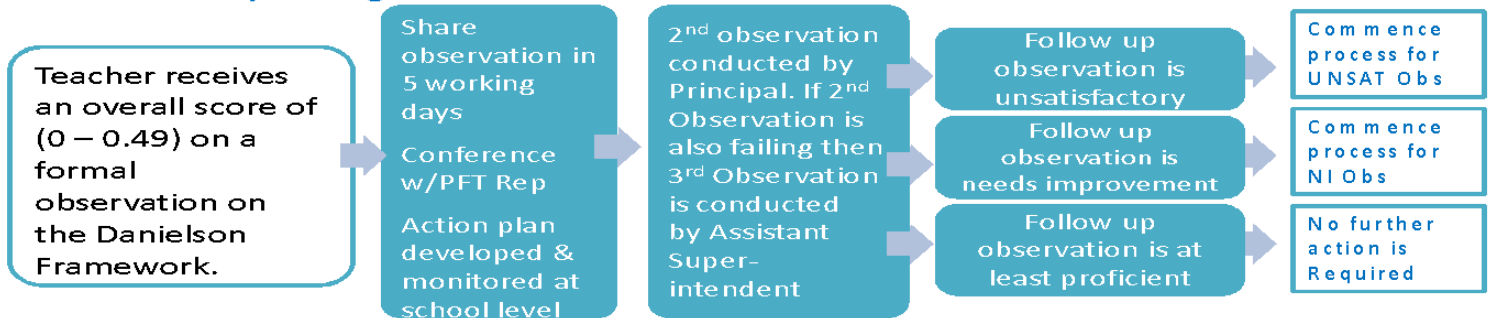 Teacher receives
an overall score of
(0 – 0.49) on a
formal
observation on
the Danielson
Framework.
Share
observation in
5 working
days
Conference
w/PFT Rep
Action plan
developed &
monitored at
school level
2nd observation
conducted by
Principal. If 2nd
Observation is
also failing then
3rd Observation
is conducted
by Assistant
Super-
intendent
Follow up
observation is
unsatisfactory
Commence
process for
UNSAT Obs
Follow up
observation is
needs improvement
Commence
process for
NI Obs
Follow up
observation is at
least proficient
No further
action is
Required